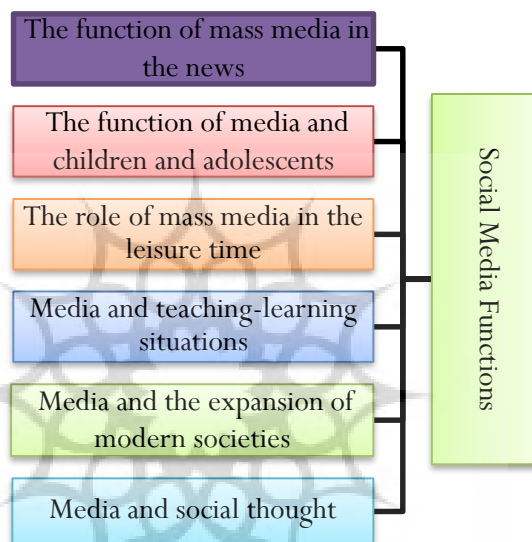 The function of mass media in
the news
The function of media and
children and adolescents
The role of mass media in the
leisure time
Media and teaching-learning
situations
Media and the expansion of
modern societies
Media and social thought
Social Media Functions